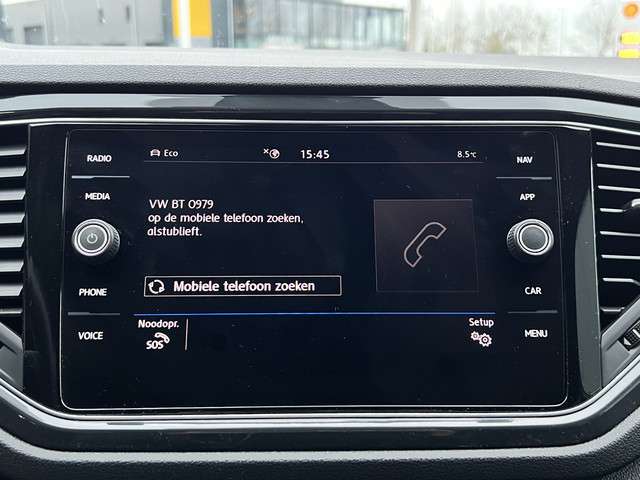 RADIO
MEDIA
PHONE
VOICE
Eco
15:45
8.5°C
VW BT 0979
op de mobiele telefoon zoeken,
alstublieft.
Mobiele telefoon zoeken
Noodopr.
SOS
Setup
NAV
APP
CAR
MENU